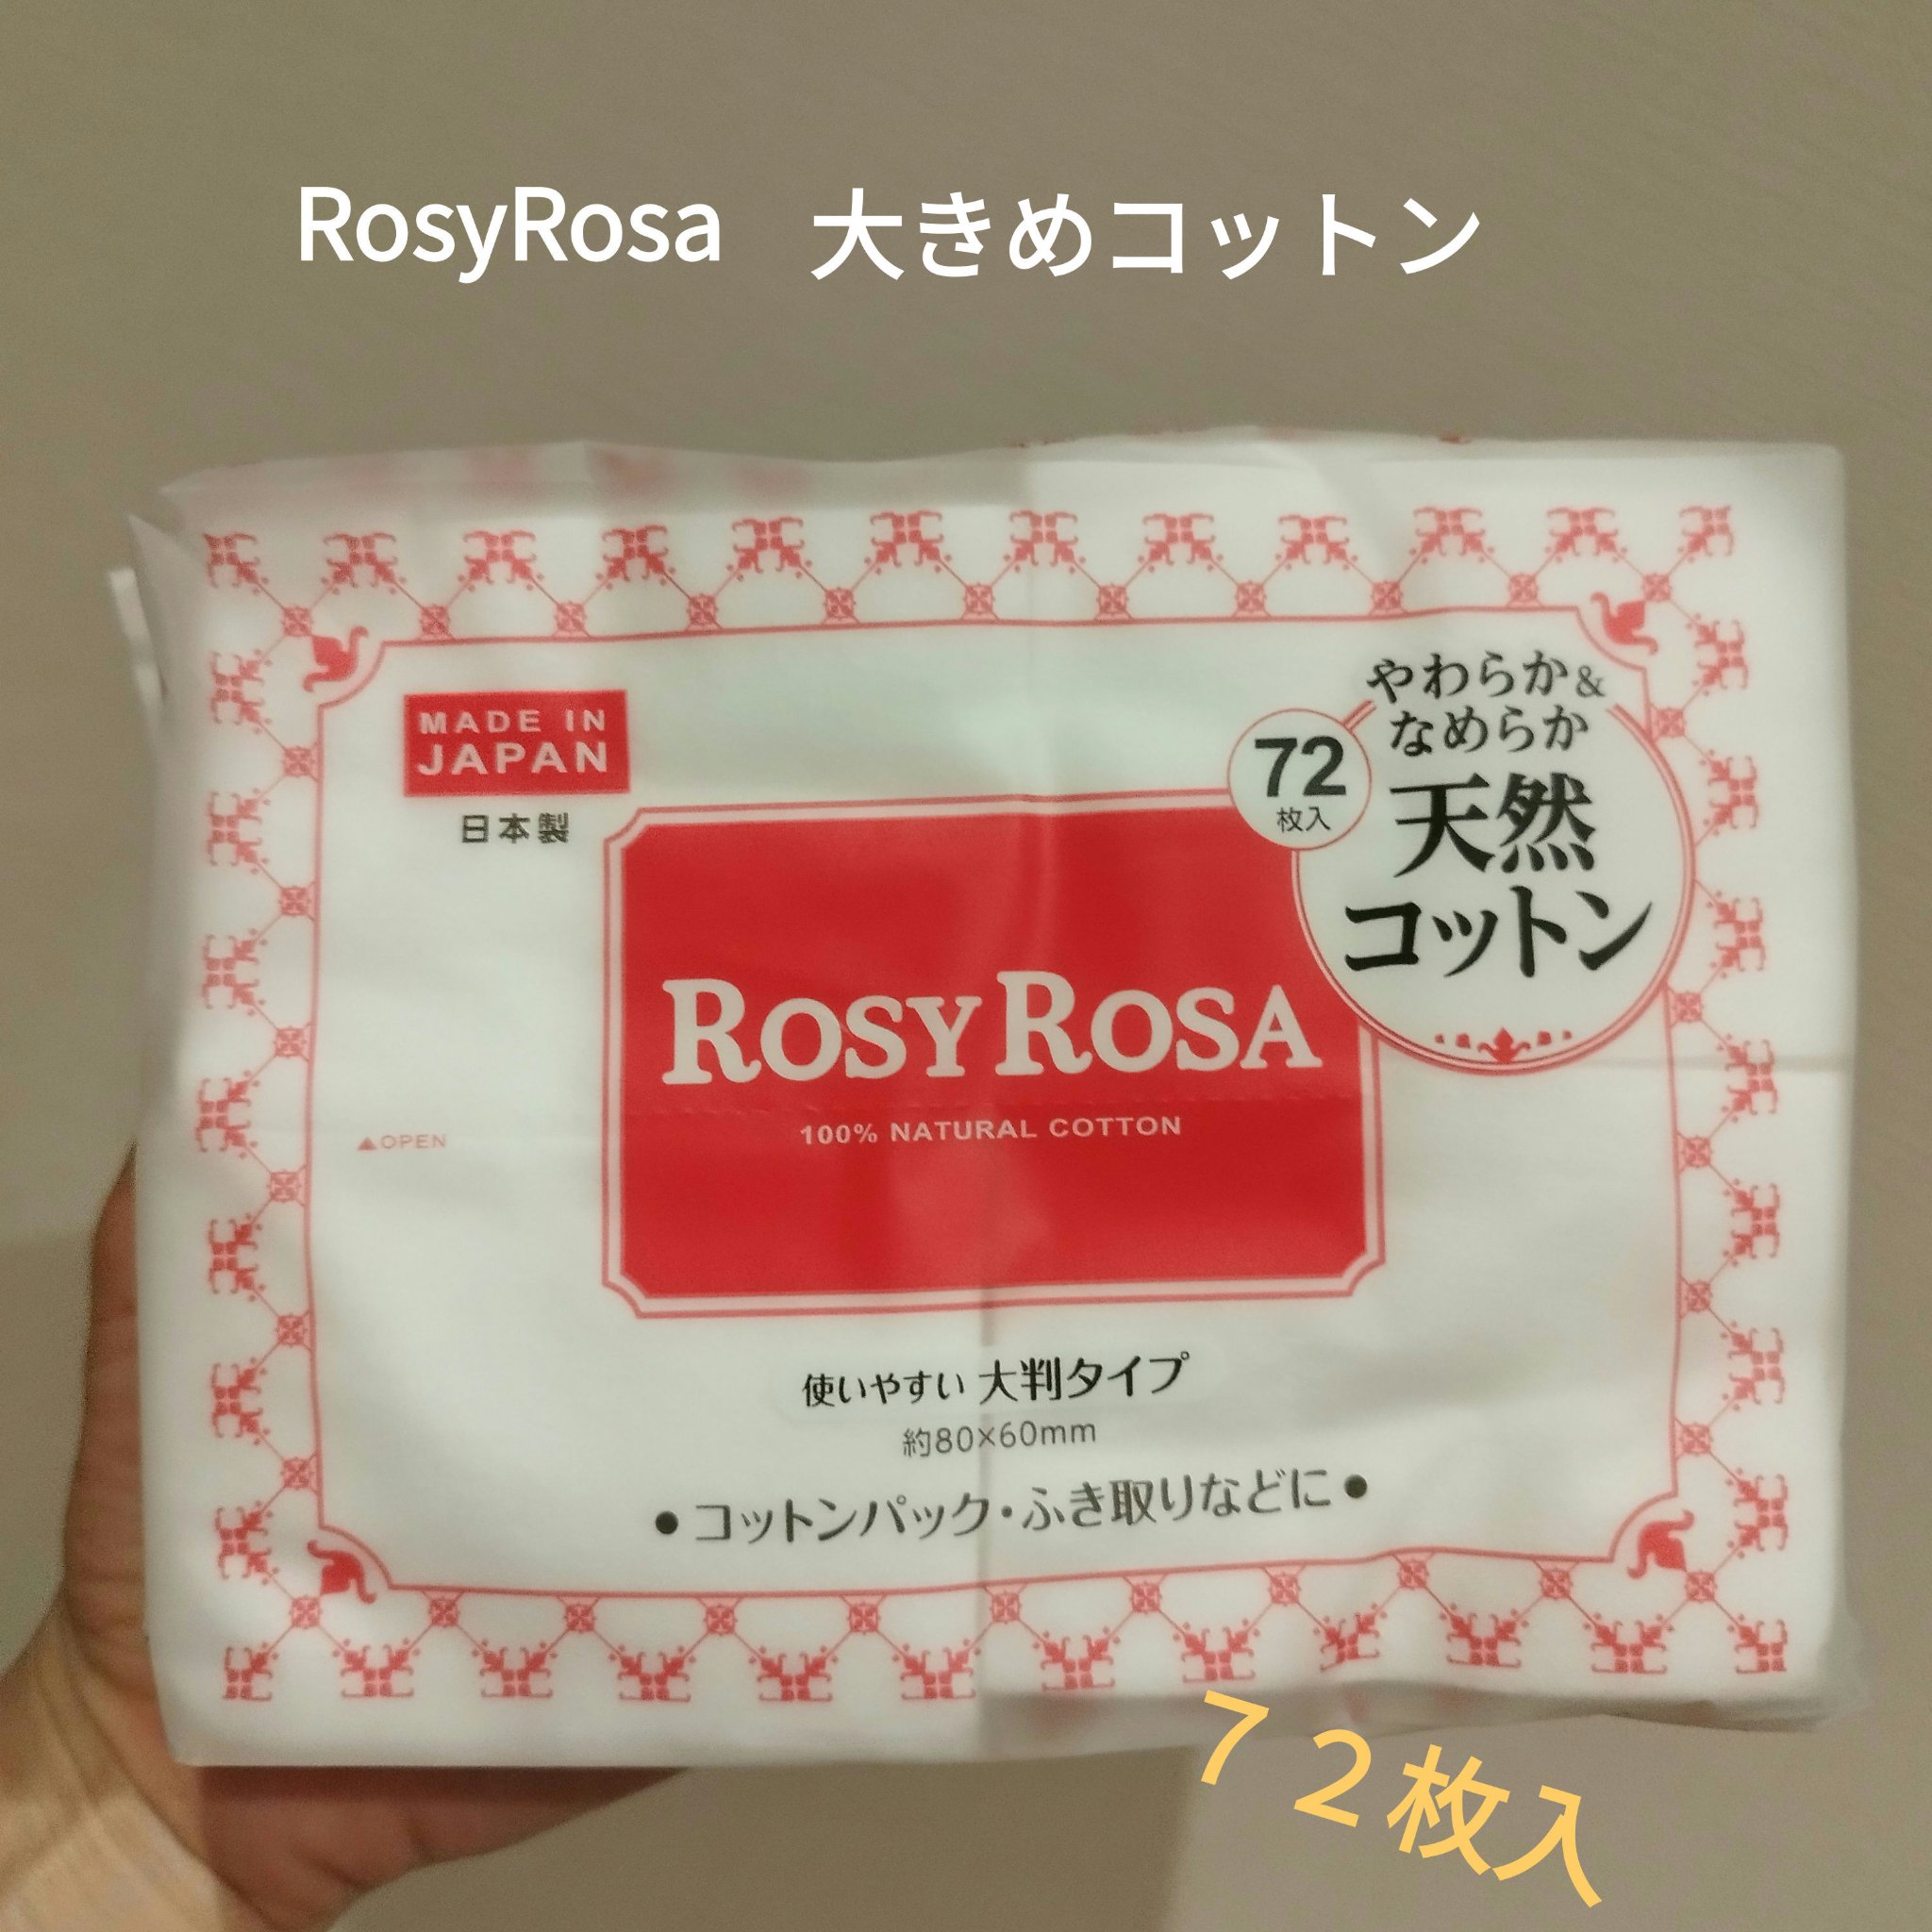 RosyRosa 大きめコットン
MADE IN
JAPAN
日本製
やわらか&
なめらか
天然
コットン
72
枚入
ROSY ROSA
100% NATURAL COTTON
▲OPEN
使いやすい 大判タイプ
約80×60mm
●コットンパック・ふき取りなどに●
72枚入